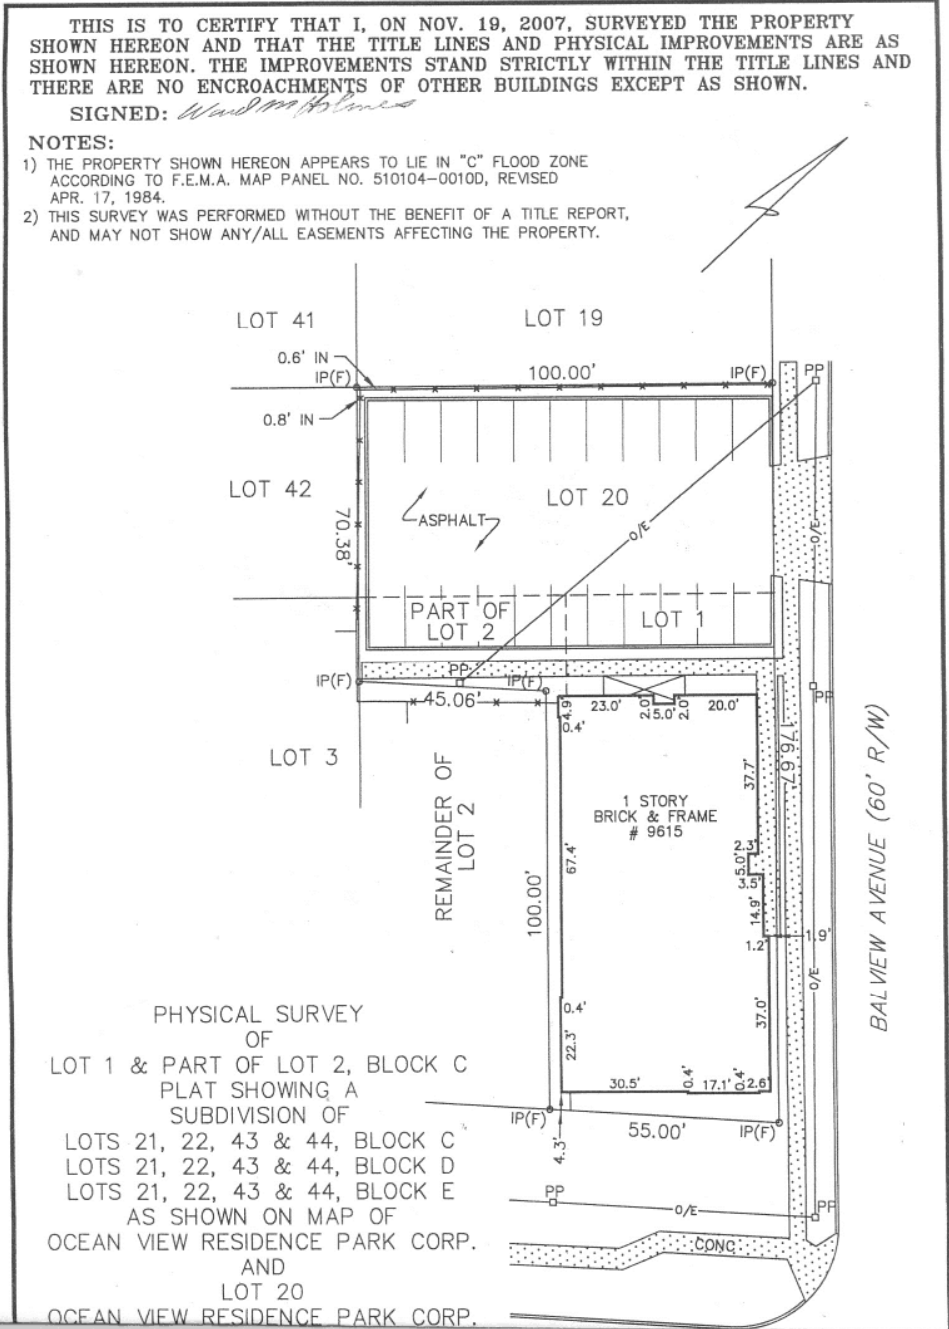 THIS IS TO CERTIFY THAT I, ON NOV. 19, 2007, SURVEYED THE PROPERTY
SHOWN HEREON AND THAT THE TITLE LINES AND PHYSICAL IMPROVEMENTS ARE AS
SHOWN HEREON. THE IMPROVEMENTS STAND STRICTLY WITHIN THE TITLE LINES AND
THERE ARE NO ENCROACHMENTS OF OTHER BUILDINGS EXCEPT AS SHOWN.
SIGNED: Ward M Holmes
NOTES:
1) THE PROPERTY SHOWN HEREON APPEARS TO LIE IN "C" FLOOD ZONE
ACCORDING TO F.E.M.A. MAP PANEL NO. 510104-0010D, REVISED
APR. 17, 1984.
2) THIS SURVEY WAS PERFORMED WITHOUT THE BENEFIT OF A TITLE REPORT,
AND MAY NOT SHOW ANY/ALL EASEMENTS AFFECTING THE PROPERTY.
LOT 41
LOT 19
0.6' IN
IP(F)
100.00'
IP(F)
PP
0.8' IN
LOT 42
LOT 20
ASPHALT
O/E
O/E
70.38'
PART OF
LOT 2
LOT 1
IP(F)
PP
IP(F)
PP
45.06'
4.9'
0.4'
23.0'
2.0'
5.0'
2.0'
20.0'
176.67'
LOT 3
REMAINDER OF
LOT 2
1 STORY
BRICK & FRAME
# 9615
37.7'
67.4'
2.3'
5.0'
3.5'
14.9'
100.00'
1.2'
1.9'
BALVIEW AVENUE (60' R/W)
O/E
0.4'
37.0'
22.3'
30.5'
0.4'
17.1'
0.4'
2.6'
IP(F)
55.00'
IP(F)
4.3'
PP
O/E
PP
CONC
PHYSICAL SURVEY
OF
LOT 1 & PART OF LOT 2, BLOCK C
PLAT SHOWING A
SUBDIVISION OF
LOTS 21, 22, 43 & 44, BLOCK C
LOTS 21, 22, 43 & 44, BLOCK D
LOTS 21, 22, 43 & 44, BLOCK E
AS SHOWN ON MAP OF
OCEAN VIEW RESIDENCE PARK CORP.
AND
LOT 20
OCEAN VIEW RESIDENCE PARK CORP.